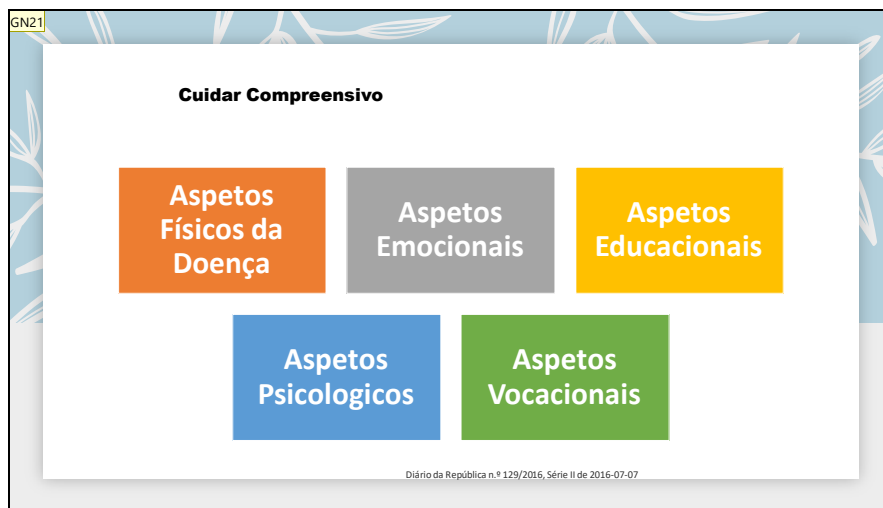 GN21
Cuidar Compreensivo
Aspetos
Físicos da
Doença
Aspetos
Emocionais
Aspetos
Educacionais
Aspetos
Psicologicos
Aspetos
Vocacionais
Diário da República n.º 129/2016, Série II de 2016-07-07